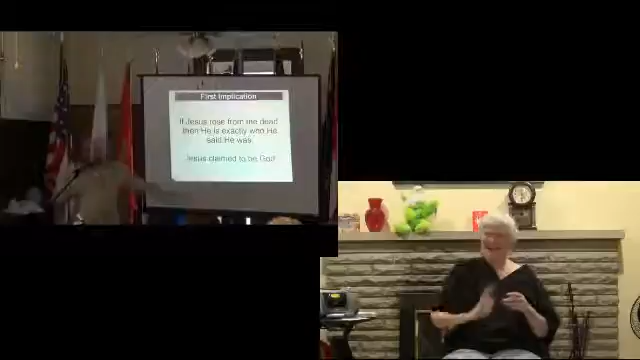 First Implication
If Jesus rose from the dead
then He is exactly who He
said He was
Jesus claimed to be God!